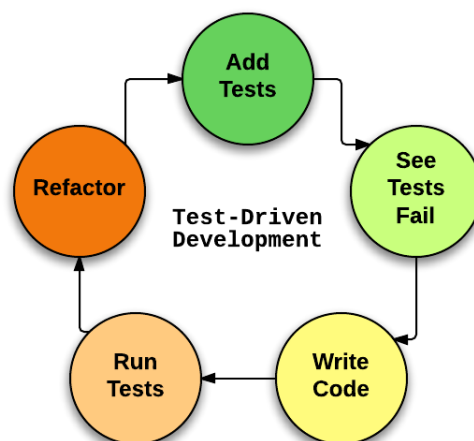 Add
Tests
See
Tests
Fail
Refactor
Test-Driven
Development
Run
Tests
Write
Code